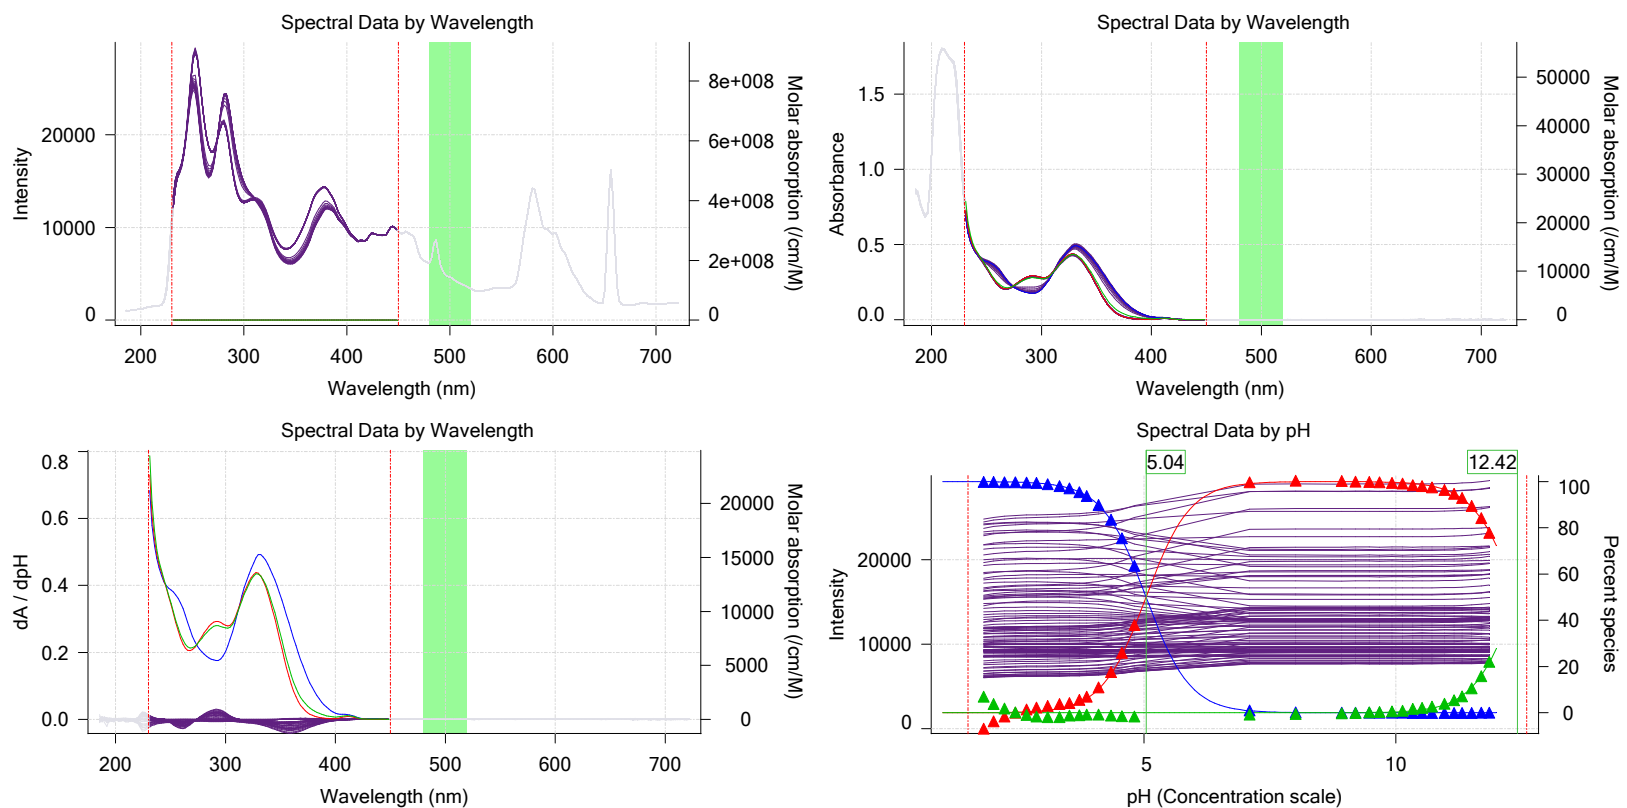 Spectral Data by Wavelength
Intensity
20000
10000
0
8e+008
6e+008
4e+008
2e+008
0
Molar absorption (/cm/M)
200 300 400 500 600 700
Wavelength (nm)
Spectral Data by Wavelength
Absorbance
1.5
1.0
0.5
0.0
50000
40000
30000
20000
10000
0
Molar absorption (/cm/M)
200 300 400 500 600 700
Wavelength (nm)
Spectral Data by Wavelength
dA / dpH
0.8
0.6
0.4
0.2
0.0
20000
15000
10000
5000
0
Molar absorption (/cm/M)
200 300 400 500 600 700
Wavelength (nm)
Spectral Data by pH
5.04 12.42
Intensity
20000
10000
0
100
80
60
40
20
0
Percent species
5 10
pH (Concentration scale)